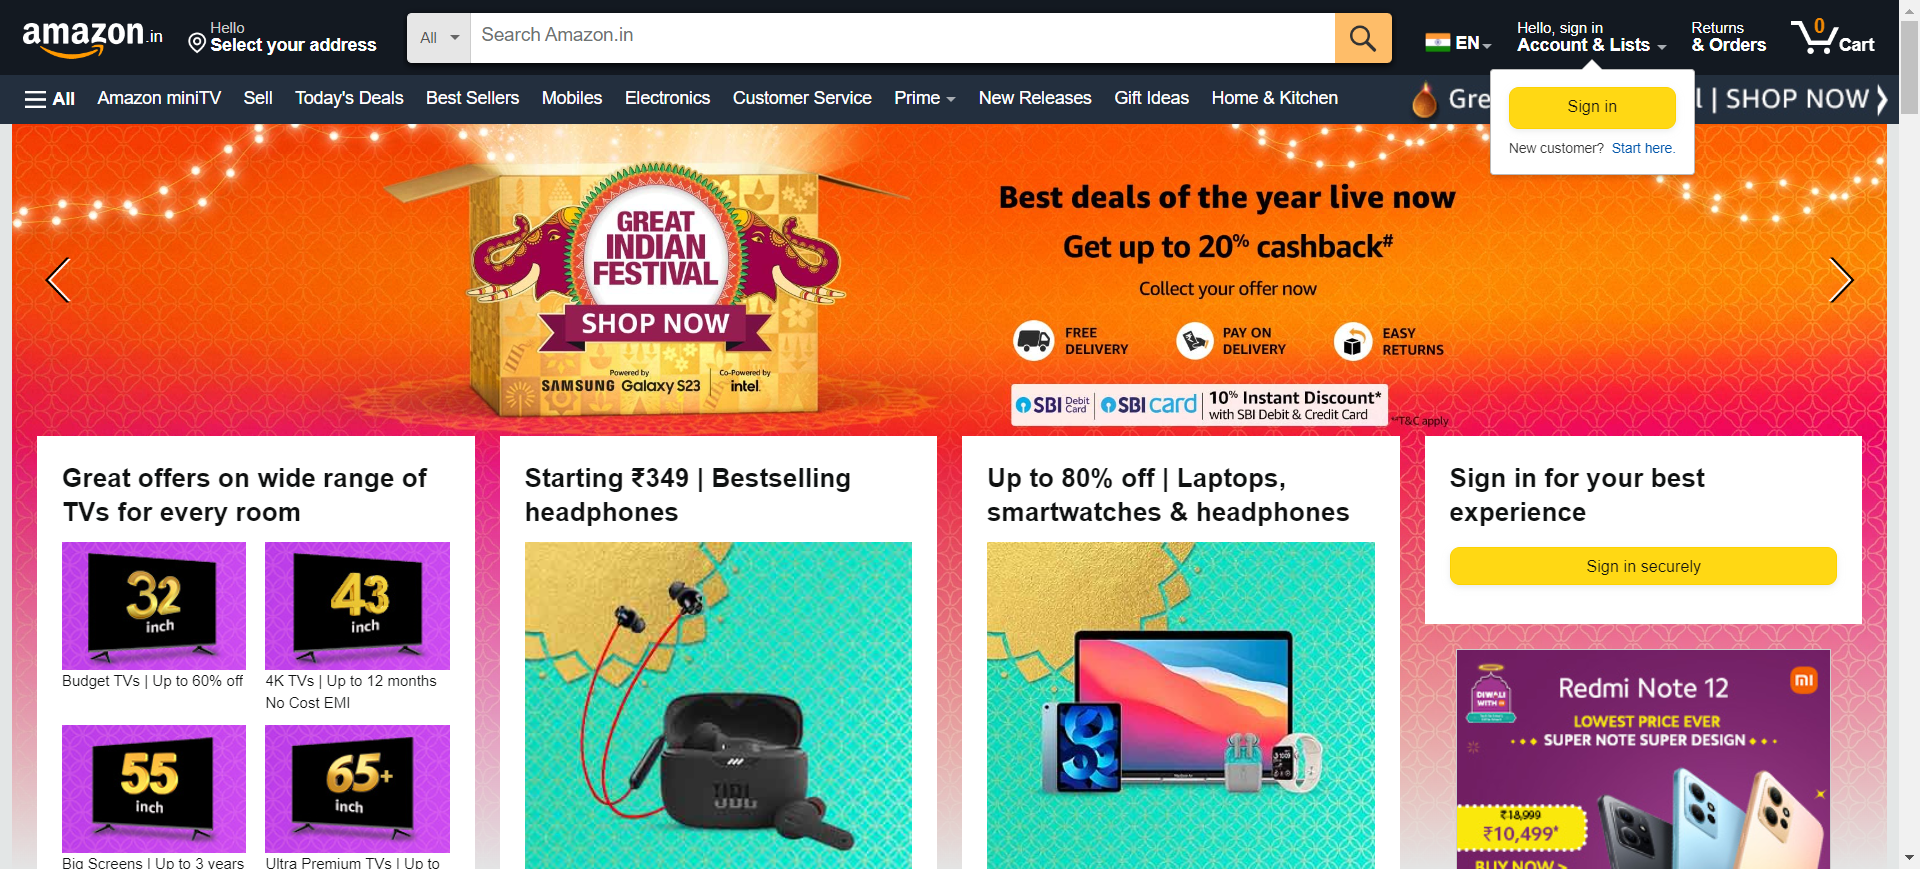 amazon.in
Hello
Select your address
All
Search Amazon.in
EN
Hello, sign in
Account & Lists
Returns
& Orders
0
Cart
All
Amazon miniTV
Sell
Today's Deals
Best Sellers
Mobiles
Electronics
Customer Service
Prime
New Releases
Gift Ideas
Home & Kitchen
Gre
l | SHOP NOW
Sign in
New customer? Start here.
GREAT
INDIAN
FESTIVAL
SHOP NOW
Powered by
SAMSUNG Galaxy S23
Co-Powered by
intel
Best deals of the year live now
Get up to 20% cashback#
Collect your offer now
FREE
DELIVERY
PAY ON
DELIVERY
EASY
RETURNS
SBI Debit Card
SBI card
10% Instant Discount*
with SBI Debit & Credit Card
*T&C apply
Great offers on wide range of
TVs for every room
32
inch
43
inch
Budget TVs | Up to 60% off
4K TVs | Up to 12 months
No Cost EMI
55
inch
65+
inch
Big Screens | Up to 3 years
Ultra Premium TVs | Up to
Starting ₹349 | Bestselling
headphones
JBL
Up to 80% off | Laptops,
smartwatches & headphones
Sign in for your best
experience
Sign in securely
DIWALI
WITH mi
Redmi Note 12
mi
LOWEST PRICE EVER
SUPER NOTE SUPER DESIGN
₹18,999
₹10,499*
BUY NOW >